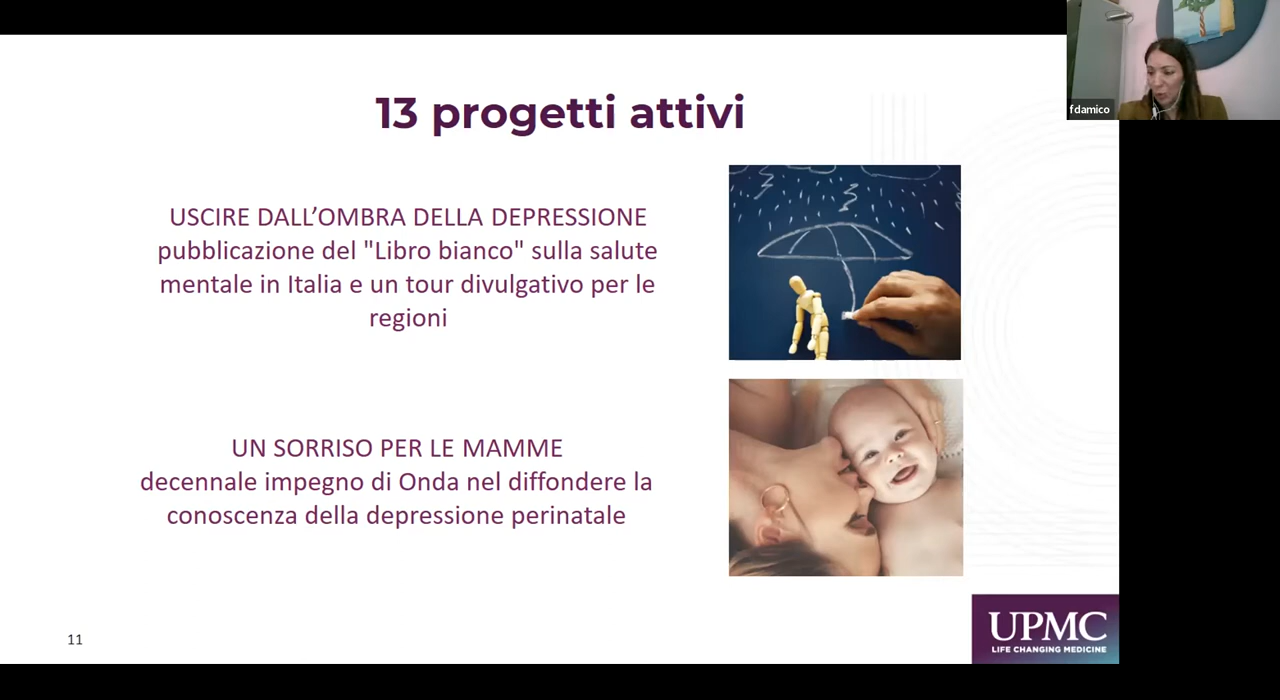 13 progetti attivi
fdamico
USCIRE DALL’OMBRA DELLA DEPRESSIONE
pubblicazione del "Libro bianco" sulla salute
mentale in Italia e un tour divulgativo per le
regioni
UN SORRISO PER LE MAMME
decennale impegno di Onda nel diffondere la
conoscenza della depressione perinatale
11
UPMC
LIFE CHANGING MEDICINE